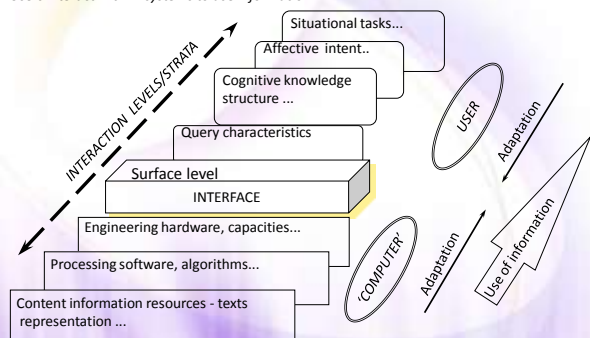 Situational tasks...
Affective intent..
Cognitive knowledge
structure ...
Query characteristics
Surface level
INTERFACE
Engineering hardware, capacities...
Processing software, algorithms...
Content information resources - texts
representation ...
INTERACTION LEVELS/STRATA
USER
Adaptation
'COMPUTER'
Adaptation
Use of information